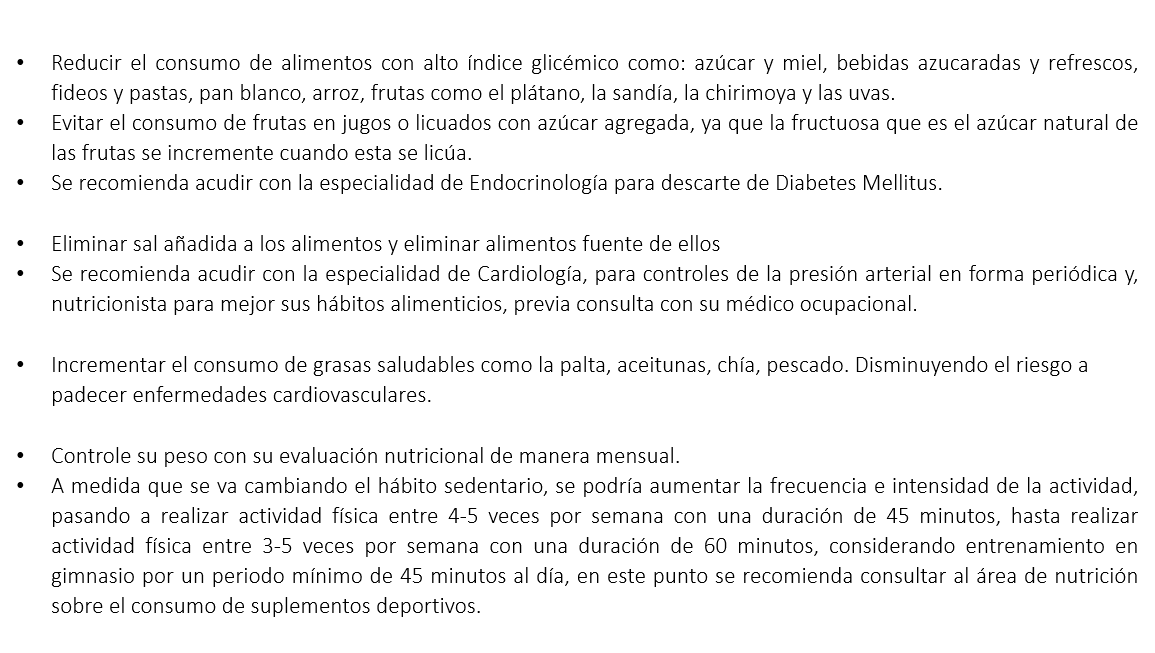 • Reducir el consumo de alimentos con alto índice glicémico como: azúcar y miel, bebidas azucaradas y refrescos,
fideos y pastas, pan blanco, arroz, frutas como el plátano, la sandía, la chirimoya y las uvas.
• Evitar el consumo de frutas en jugos o licuados con azúcar agregada, ya que la fructuosa que es el azúcar natural de
las frutas se incremente cuando esta se licúa.
• Se recomienda acudir con la especialidad de Endocrinología para descarte de Diabetes Mellitus.
• Eliminar sal añadida a los alimentos y eliminar alimentos fuente de ellos
• Se recomienda acudir con la especialidad de Cardiología, para controles de la presión arterial en forma periódica y,
nutricionista para mejor sus hábitos alimenticios, previa consulta con su médico ocupacional.
• Incrementar el consumo de grasas saludables como la palta, aceitunas, chía, pescado. Disminuyendo el riesgo a
padecer enfermedades cardiovasculares.
• Controle su peso con su evaluación nutricional de manera mensual.
• A medida que se va cambiando el hábito sedentario, se podría aumentar la frecuencia e intensidad de la actividad,
pasando a realizar actividad física entre 4-5 veces por semana con una duración de 45 minutos, hasta realizar
actividad física entre 3-5 veces por semana con una duración de 60 minutos, considerando entrenamiento en
gimnasio por un periodo mínimo de 45 minutos al día, en este punto se recomienda consultar al área de nutrición
sobre el consumo de suplementos deportivos.